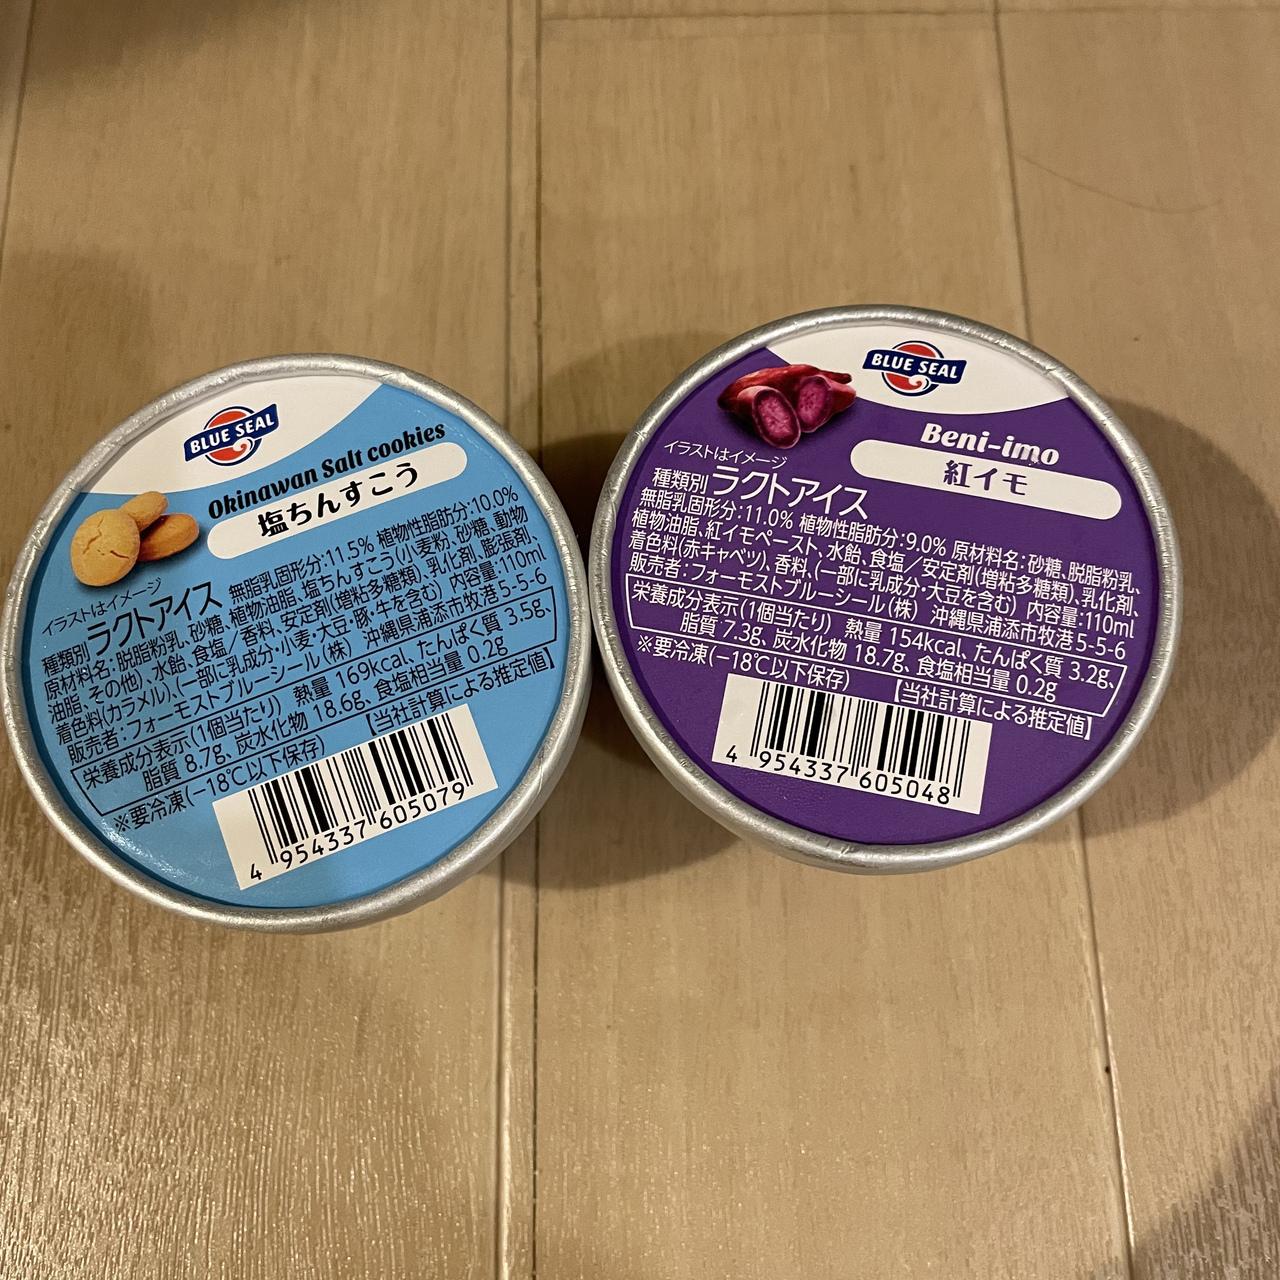 BLUE SEAL
Okinawan Salt cookies
塩ちんすこう
イラストはイメージ
種類別 ラクトアイス 無脂乳固形分:11.5% 植物性脂肪分:10.0%
原材料名:脱脂粉乳、砂糖、植物油脂、塩ちんすこう(小麦粉、砂糖、動物
油脂、その他)、水飴、食塩/香料、安定剤(増粘多糖類)、乳化剤、膨張剤、
着色料(カラメル)、(一部に乳成分・小麦・大豆・豚・牛を含む) 内容量:110ml
販売者:フォーモストブルーシール(株) 沖縄県浦添市牧港5-5-6
栄養成分表示(1個当たり) 熱量 169kcal、たんぱく質 3.5g、
脂質 8.7g、炭水化物 18.6g、食塩相当量 0.2g
※要冷凍(−18℃以下保存) 【当社計算による推定値】
4 954337 605079
BLUE SEAL
Beni-imo
紅イモ
イラストはイメージ
種類別 ラクトアイス
無脂乳固形分:11.0% 植物性脂肪分:9.0% 原材料名:砂糖、脱脂粉乳、
植物油脂、紅イモペースト、水飴、食塩/安定剤(増粘多糖類)、乳化剤、
着色料(赤キャベツ)、香料、(一部に乳成分・大豆を含む) 内容量:110ml
販売者:フォーモストブルーシール(株) 沖縄県浦添市牧港5-5-6
栄養成分表示(1個当たり) 熱量 154kcal、たんぱく質 3.2g、
脂質 7.3g、炭水化物 18.7g、食塩相当量 0.2g
※要冷凍(−18℃以下保存) 【当社計算による推定値】
4 954337 605048